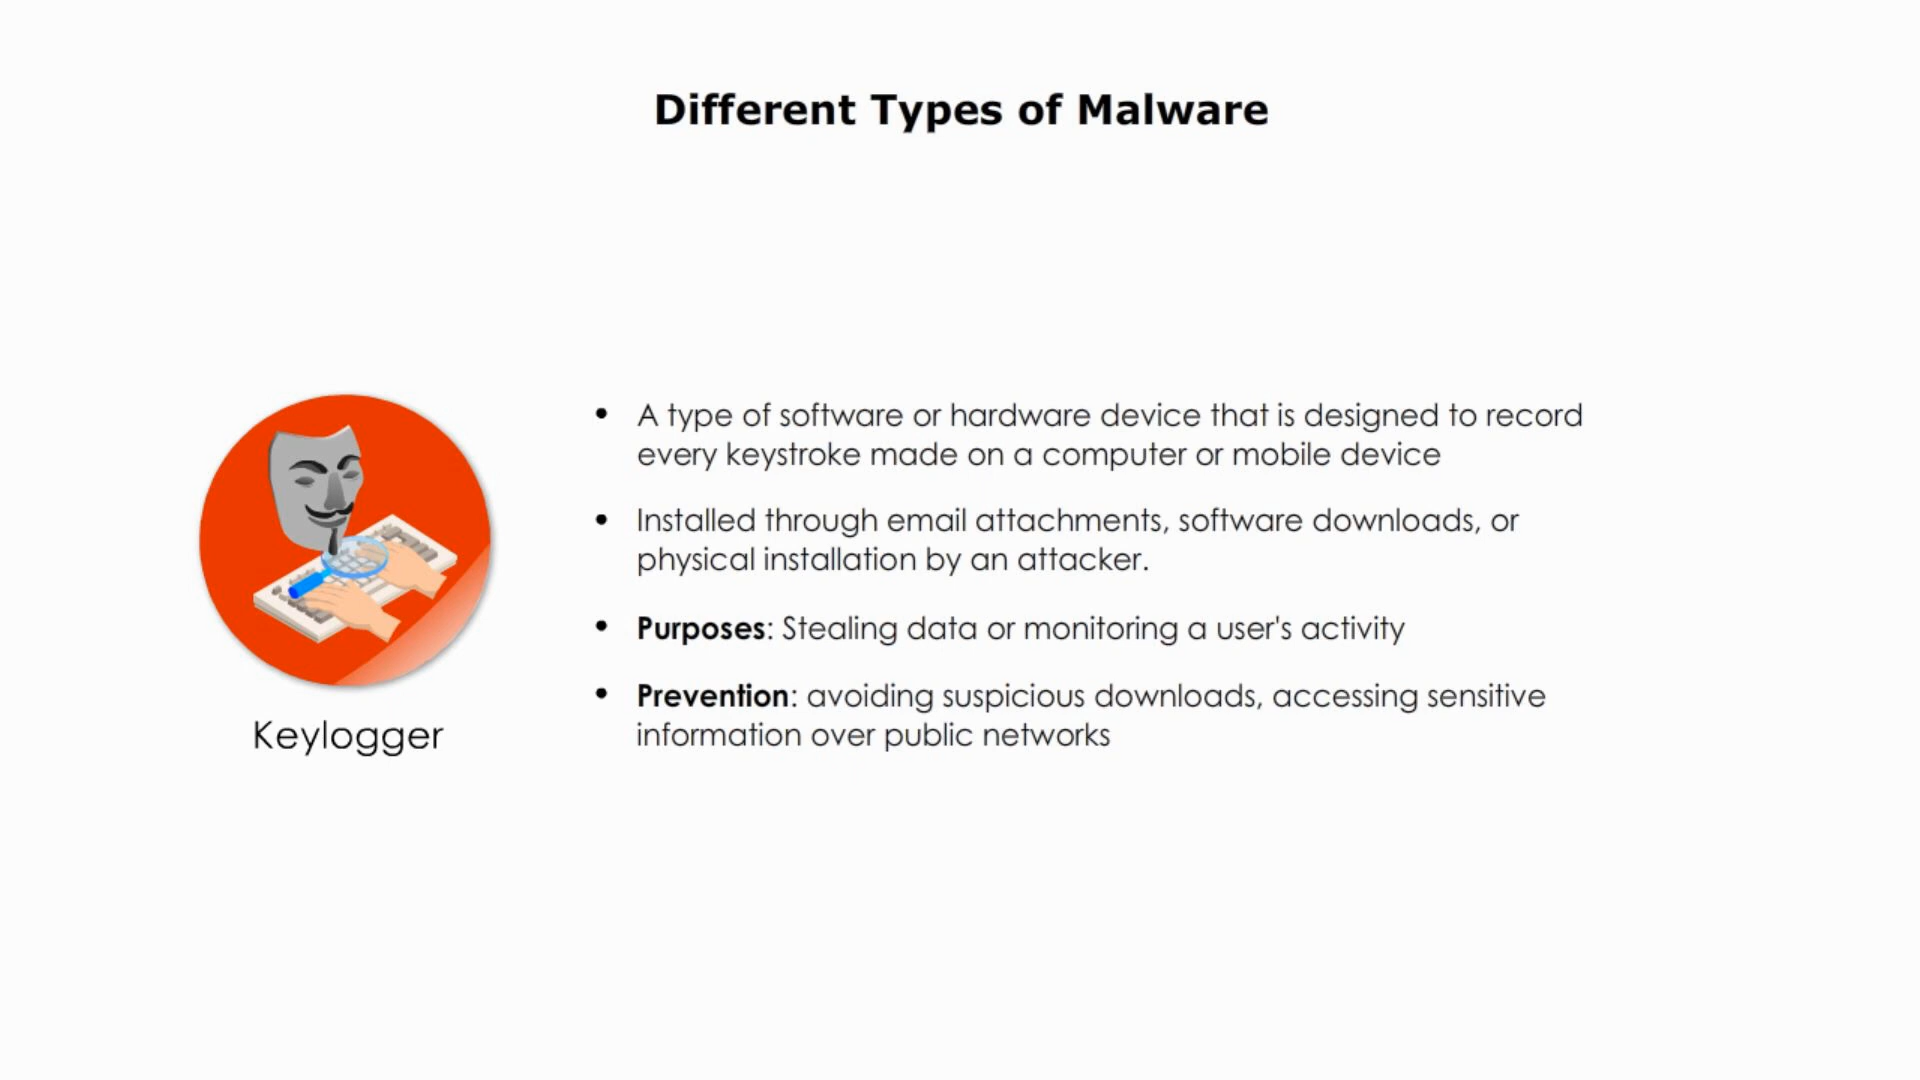 Different Types of Malware
• A type of software or hardware device that is designed to record
every keystroke made on a computer or mobile device
• Installed through email attachments, software downloads, or
physical installation by an attacker.
• Purposes: Stealing data or monitoring a user's activity
• Prevention: avoiding suspicious downloads, accessing sensitive
information over public networks
Keylogger